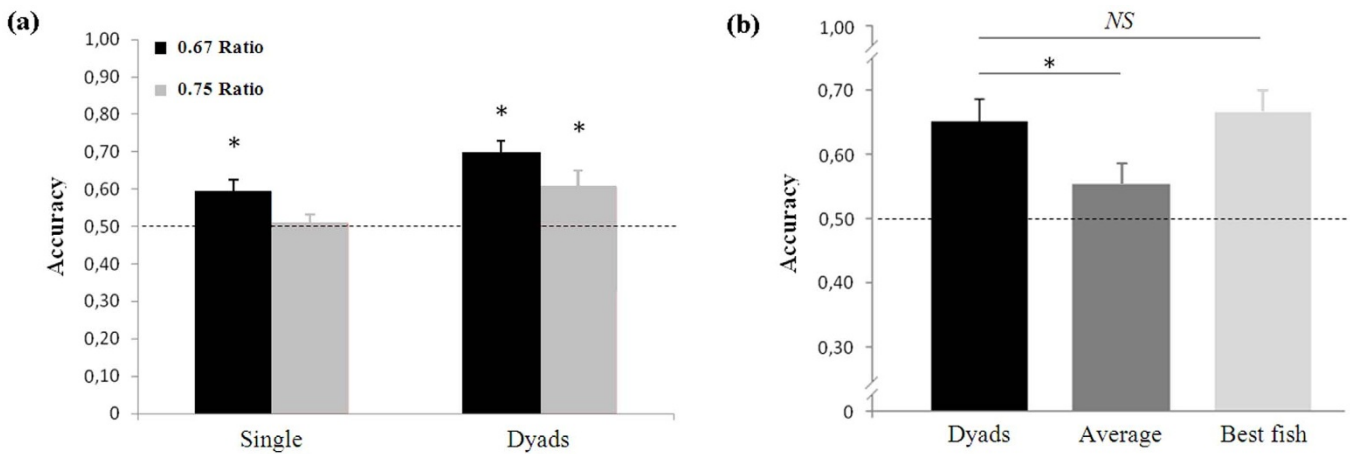 (a)
1,00
0,90
0,80
0,70
0,60
0,50
0,40
0,30
0,20
0,10
0
Accuracy
0.67 Ratio
0.75 Ratio
*
* *
Single Dyads
(b)
1,00
0,70
0,60
0,50
0,40
0,30
0
Accuracy
NS
*
Dyads Average Best fish